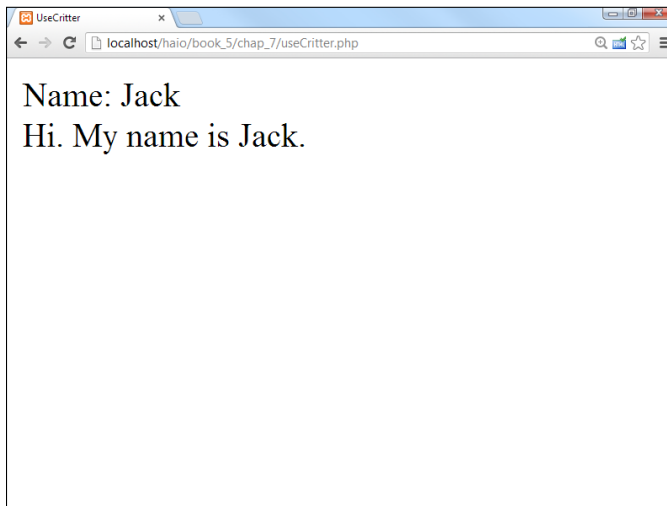 UseCritter
localhost/haio/book_5/chap_7/useCritter.php
Name: Jack
Hi. My name is Jack.